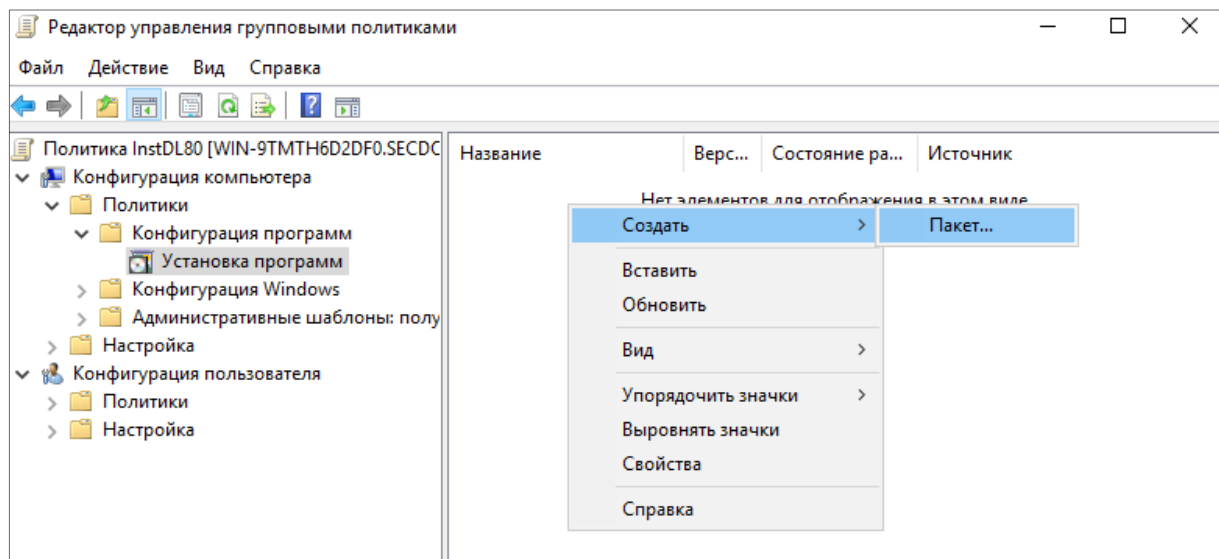 Редактор управления групповыми политиками
Файл Действие Вид Справка
Политика InstDL80 [WIN-9TMTH6D2DF0.SECDC
Конфигурация компьютера
Политики
Конфигурация программ
Установка программ
Конфигурация Windows
Административные шаблоны: полу
Настройка
Конфигурация пользователя
Политики
Настройка
Название Верс... Состояние ра... Источник
Нет элементов для отображения в этом виде.
Создать
Пакет...
Вставить
Обновить
Вид
Упорядочить значки
Выровнять значки
Свойства
Справка